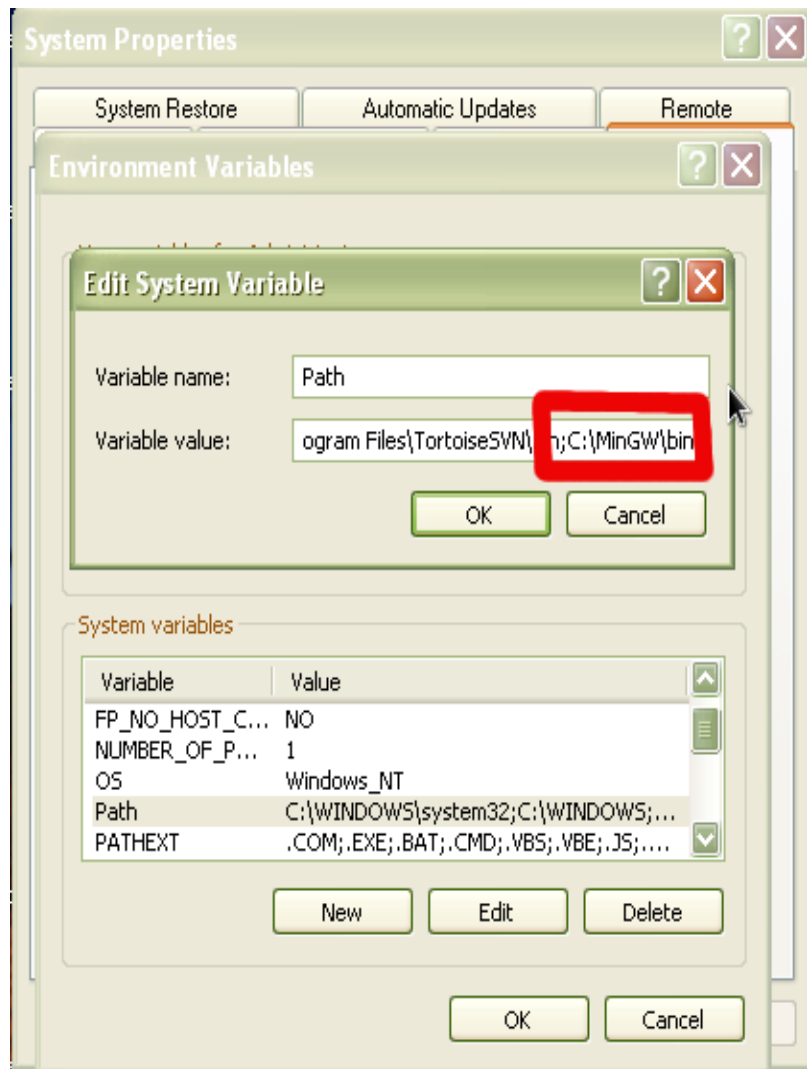 System Properties
System Restore Automatic Updates Remote
Environment Variables
Edit System Variable
Variable name: Path
Variable value: ogram Files\TortoiseSVN\ n;C:\MinGW\bin
OK Cancel
System variables
Variable Value
FP_NO_HOST_C... NO
NUMBER_OF_P... 1
OS Windows_NT
Path C:\WINDOWS\system32;C:\WINDOWS;...
PATHEXT .COM;.EXE;.BAT;.CMD;.VBS;.VBE;.JS;....
New Edit Delete
OK Cancel